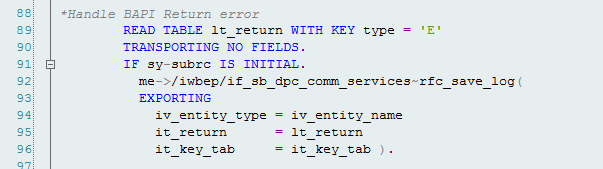 88 *Handle BAPI Return error
89 READ TABLE lt_return WITH KEY type = 'E'
90 TRANSPORTING NO FIELDS.
91 IF sy-subrc IS INITIAL.
92 me->/iwbep/if_sb_dpc_comm_services~rfc_save_log(
93 EXPORTING
94 iv_entity_type = iv_entity_name
95 it_return = lt_return
96 it_key_tab = it_key_tab ).
97